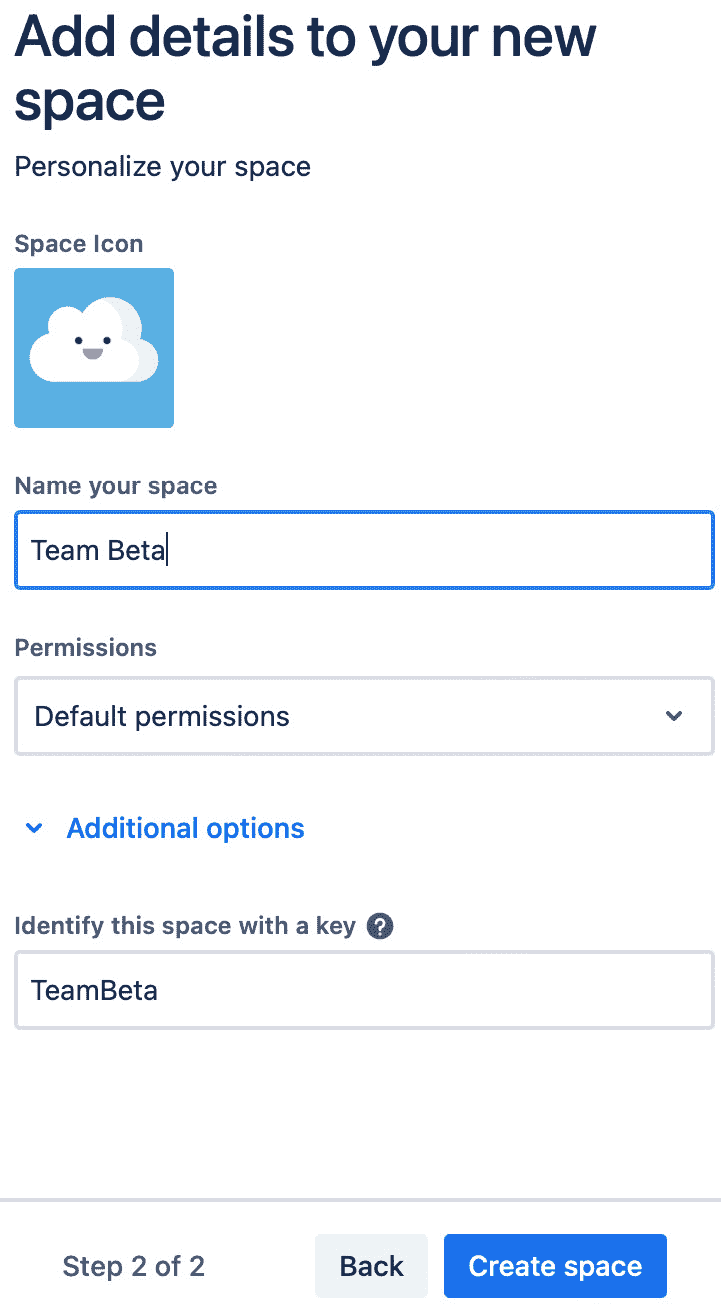 Add details to your new
space
Personalize your space
Space Icon
Name your space
Team Beta
Permissions
Default permissions
Additional options
Identify this space with a key ?
TeamBeta
Step 2 of 2 Back Create space